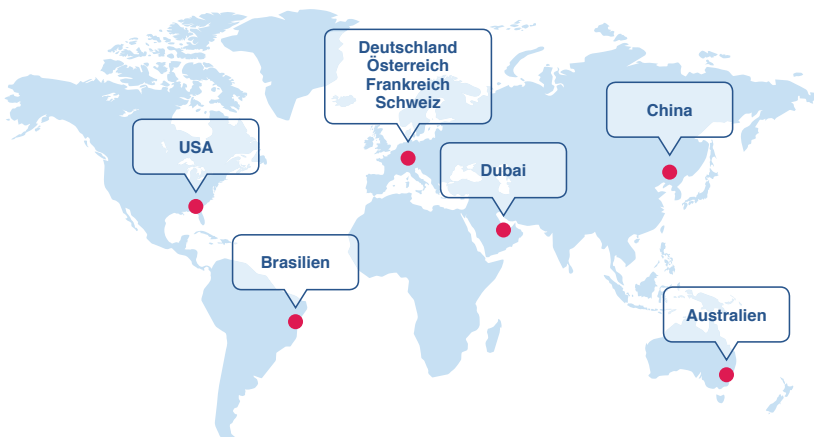 Deutschland
Österreich
Frankreich
Schweiz
China
USA
Dubai
Brasilien
Australien